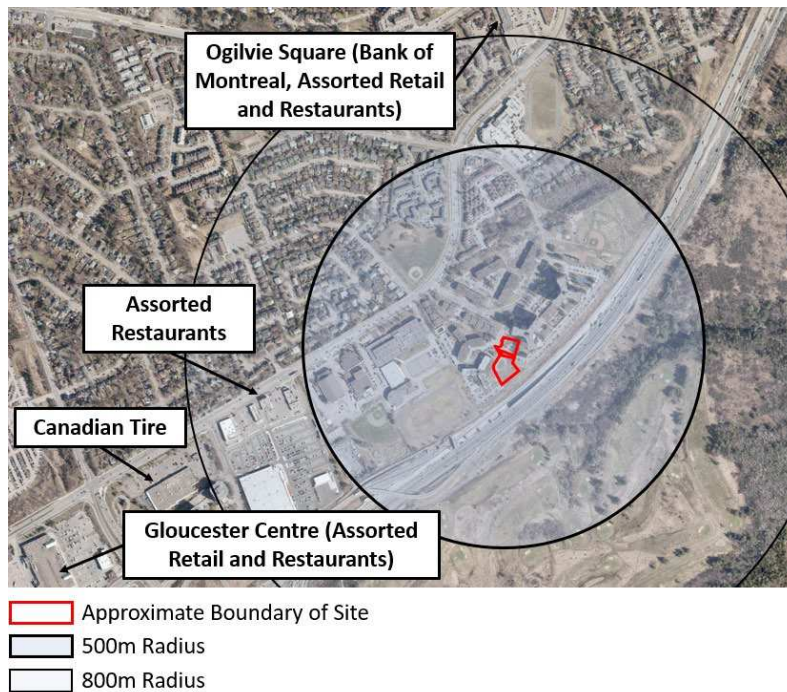 Ogilvie Square (Bank of
Montreal, Assorted Retail
and Restaurants)
Assorted
Restaurants
Canadian Tire
Gloucester Centre (Assorted
Retail and Restaurants)
Approximate Boundary of Site
500m Radius
800m Radius